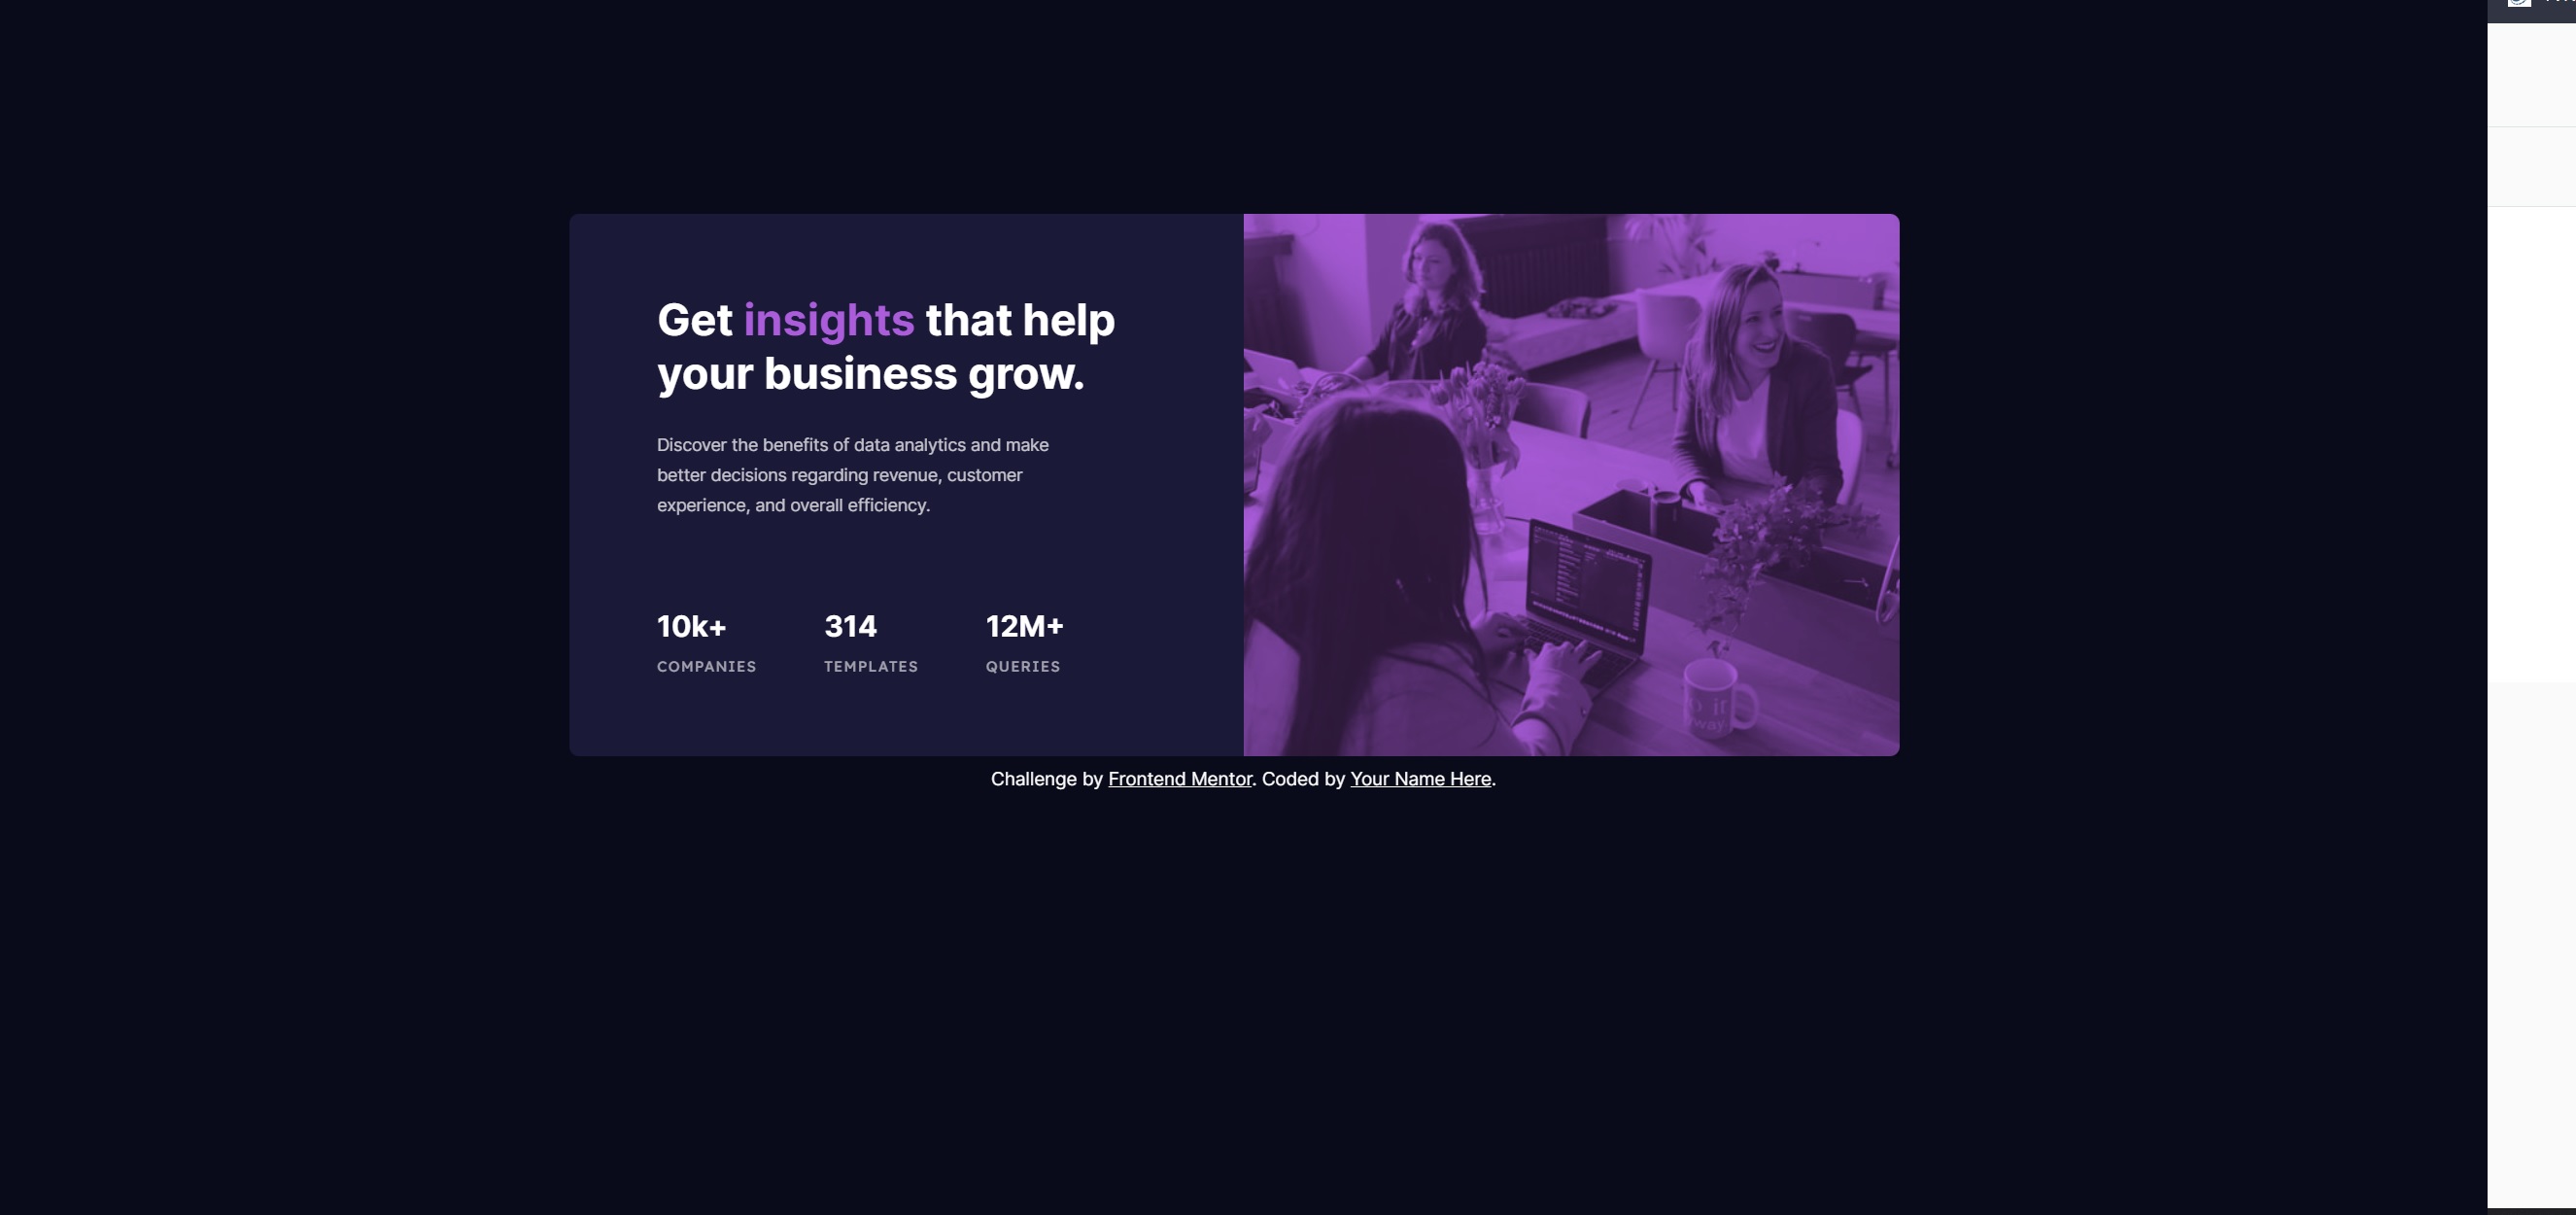 Get insights that help
your business grow.
Discover the benefits of data analytics and make
better decisions regarding revenue, customer
experience, and overall efficiency.
10k+ 314 12M+
COMPANIES TEMPLATES QUERIES
Challenge by Frontend Mentor. Coded by Your Name Here.